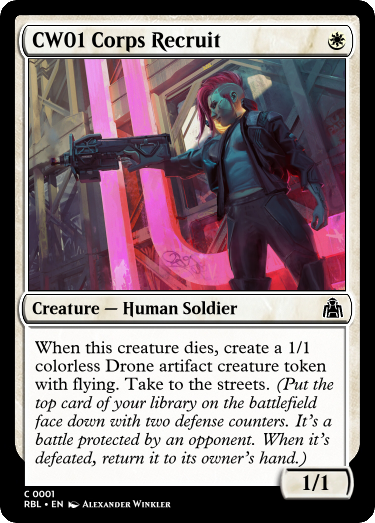 CW01 Corps Recruit
Creature — Human Soldier
When this creature dies, create a 1/1
colorless Drone artifact creature token
with flying. Take to the streets. (Put the
top card of your library on the battlefield
face down with two defense counters. It's a
battle protected by an opponent. When it's
defeated, return it to its owner's hand.)
1/1
C 0001
RBL • EN Alexander Winkler